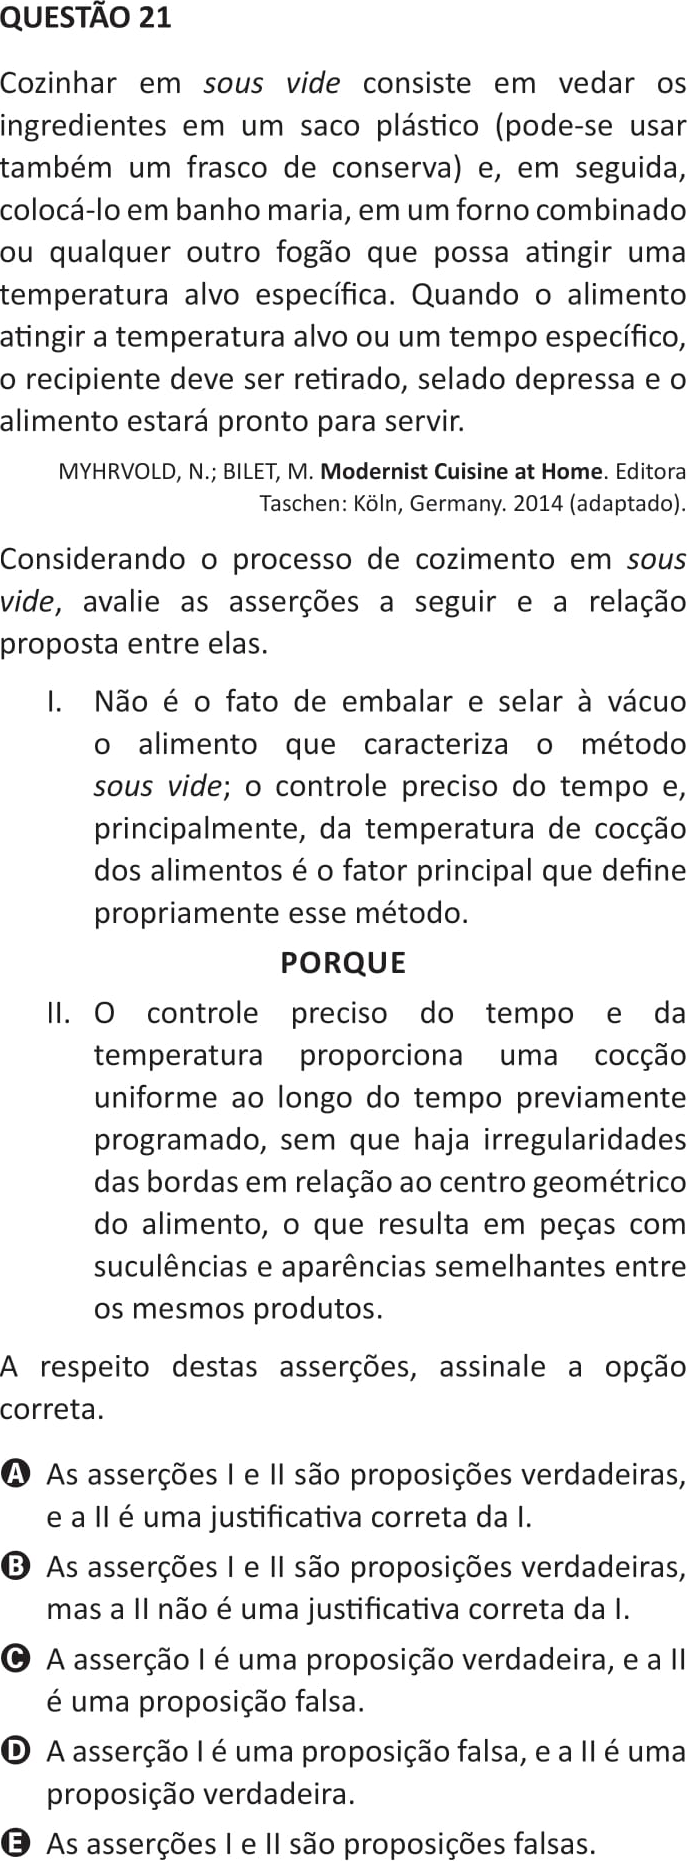 QUESTÃO 21
Cozinhar em sous vide consiste em vedar os
ingredientes em um saco plástico (pode-se usar
também um frasco de conserva) e, em seguida,
colocá-lo em banho maria, em um forno combinado
ou qualquer outro fogão que possa atingir uma
temperatura alvo específica. Quando o alimento
atingir a temperatura alvo ou um tempo específico,
o recipiente deve ser retirado, selado depressa e o
alimento estará pronto para servir.
MYHRVOLD, N.; BILET, M. Modernist Cuisine at Home. Editora
Taschen: Köln, Germany. 2014 (adaptado).
Considerando o processo de cozimento em sous
vide, avalie as asserções a seguir e a relação
proposta entre elas.
I. Não é o fato de embalar e selar à vácuo
o alimento que caracteriza o método
sous vide; o controle preciso do tempo e,
principalmente, da temperatura de cocção
dos alimentos é o fator principal que define
propriamente esse método.
PORQUE
II. O controle preciso do tempo e da
temperatura proporciona uma cocção
uniforme ao longo do tempo previamente
programado, sem que haja irregularidades
das bordas em relação ao centro geométrico
do alimento, o que resulta em peças com
suculências e aparências semelhantes entre
os mesmos produtos.
A respeito destas asserções, assinale a opção
correta.
A As asserções I e II são proposições verdadeiras,
e a II é uma justificativa correta da I.
B As asserções I e II são proposições verdadeiras,
mas a II não é uma justificativa correta da I.
C A asserção I é uma proposição verdadeira, e a II
é uma proposição falsa.
D A asserção I é uma proposição falsa, e a II é uma
proposição verdadeira.
E As asserções I e II são proposições falsas.